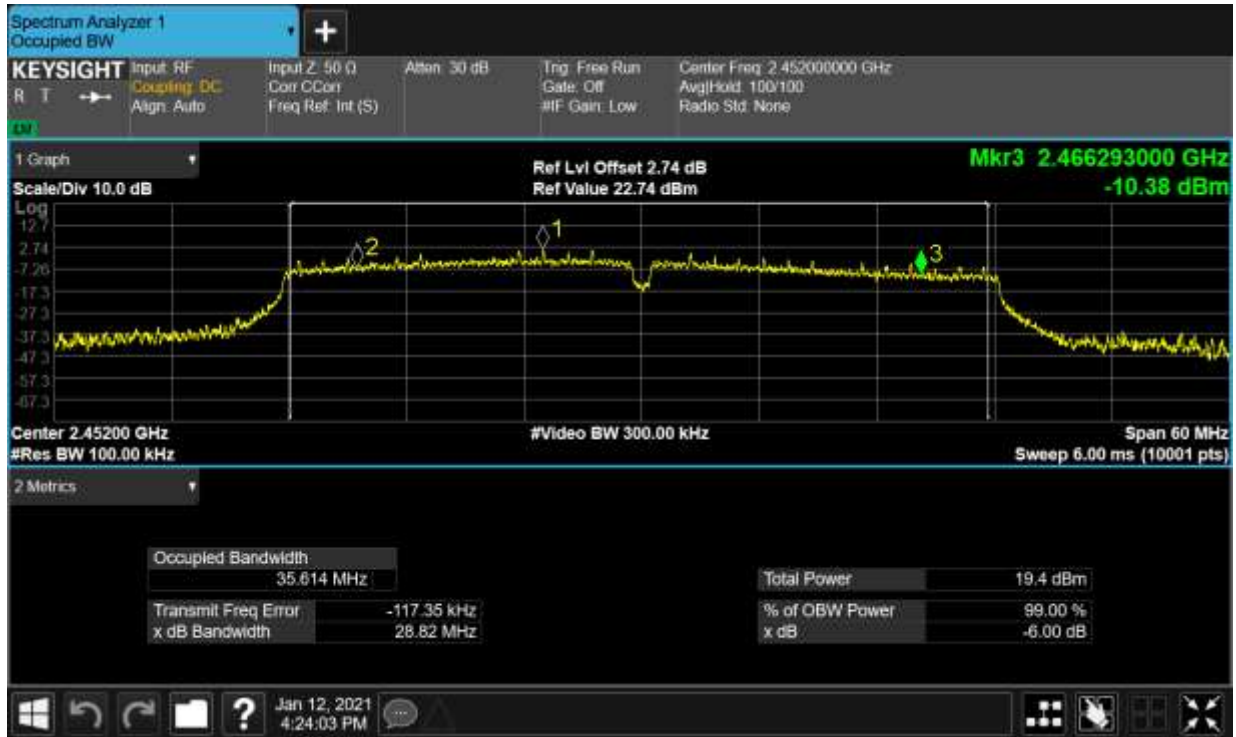 Spectrum Analyzer 1
Occupied BW
+
KEYSIGHT
R T
Input: RF
Coupling: DC
Align: Auto
Input Z: 50 Ω
Corr CCorr
Freq Ref: Int (S)
Atten: 30 dB
Trig: Free Run
Gate: Off
#IF Gain: Low
Center Freq: 2.452000000 GHz
Avg|Hold: 100/100
Radio Std: None
1 Graph
Scale/Div 10.0 dB
Ref Lvl Offset 2.74 dB
Ref Value 22.74 dBm
Mkr3 2.466293000 GHz
-10.38 dBm
Log
12.7
2.74
-7.26
-17.3
-27.3
-37.3
-47.3
-57.3
-67.3
2
1
3
Center 2.45200 GHz
#Res BW 100.00 kHz
#Video BW 300.00 kHz
Span 60 MHz
Sweep 6.00 ms (10001 pts)
2 Metrics
Occupied Bandwidth
35.614 MHz
Transmit Freq Error -117.35 kHz
x dB Bandwidth 28.82 MHz
Total Power 19.4 dBm
% of OBW Power 99.00 %
x dB -6.00 dB
?
Jan 12, 2021
4:24:03 PM